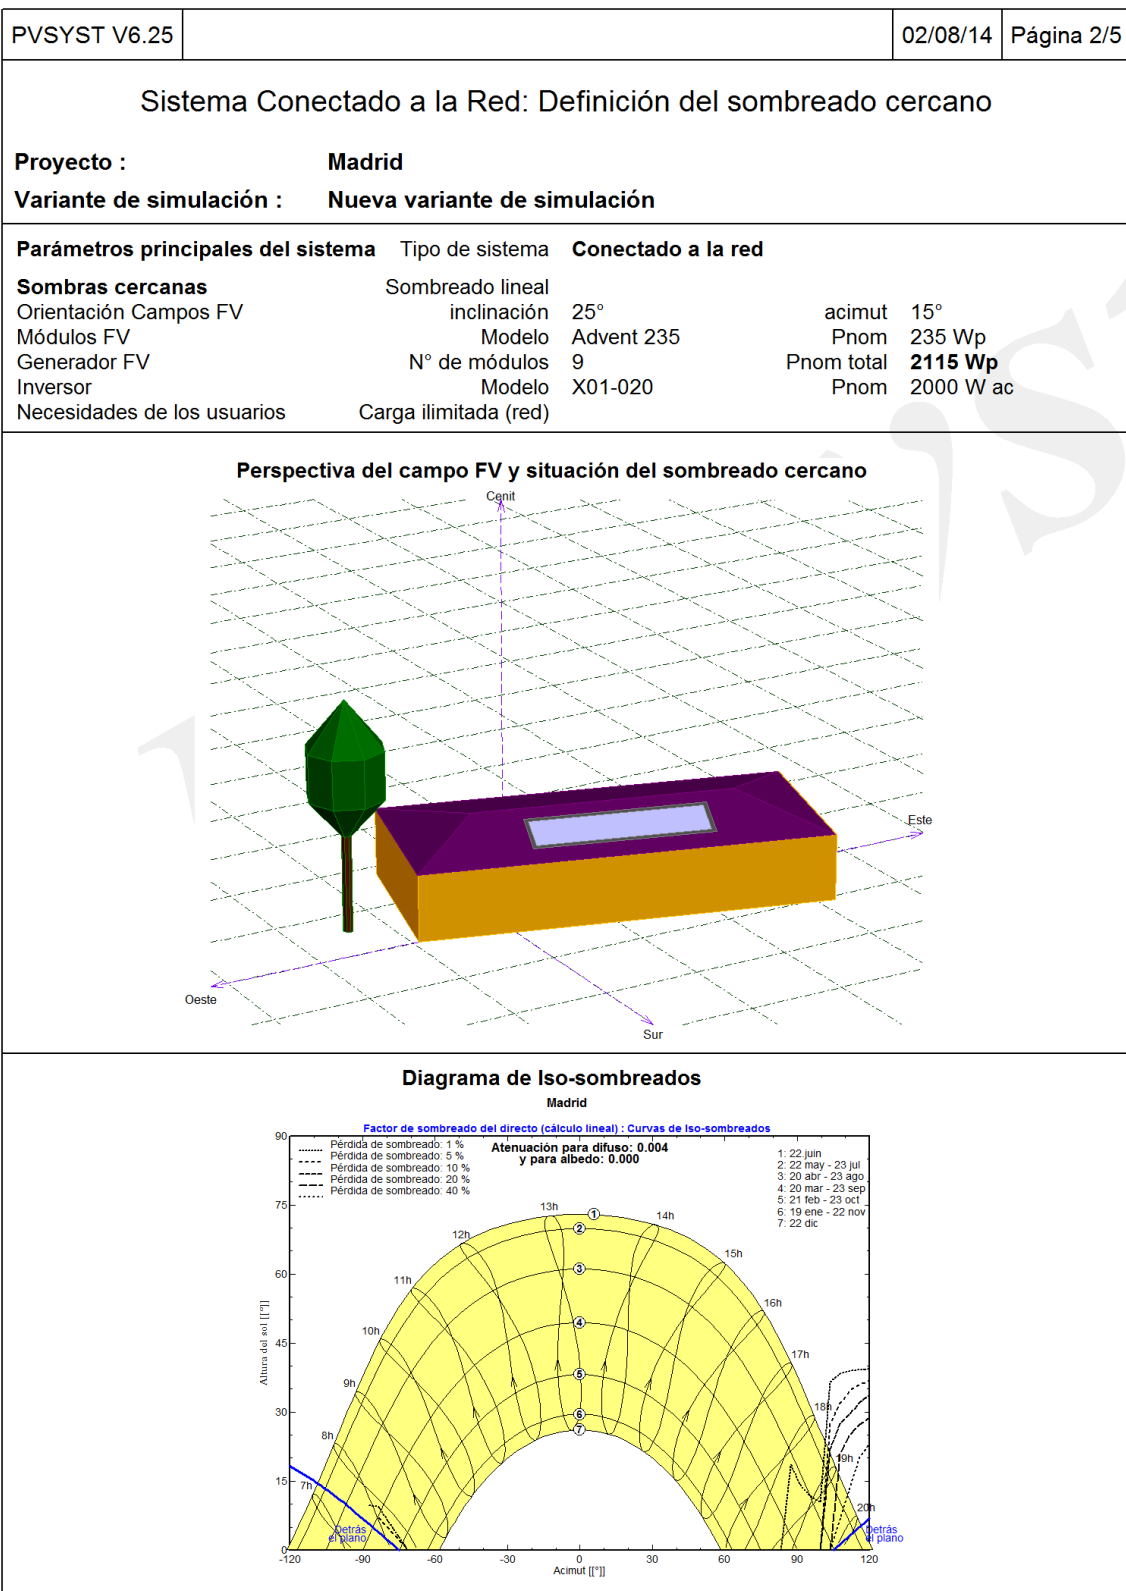 PVSYST V6.25 02/08/14 Página 2/5
Sistema Conectado a la Red: Definición del sombreado cercano
Proyecto : Madrid
Variante de simulación : Nueva variante de simulación
Parámetros principales del sistema Tipo de sistema Conectado a la red
Sombras cercanas Sombreado lineal
Orientación Campos FV inclinación 25° acimut 15°
Módulos FV Modelo Advent 235 Pnom 235 Wp
Generador FV N° de módulos 9 Pnom total 2115 Wp
Inversor Modelo X01-020 Pnom 2000 W ac
Necesidades de los usuarios Carga ilimitada (red)
Perspectiva del campo FV y situación del sombreado cercano
Cenit
Este
Oeste
Sur
Diagrama de Iso-sombreados
Madrid
Factor de sombreado del directo (cálculo lineal) : Curvas de Iso-sombreados
Pérdida de sombreado: 1 %
Pérdida de sombreado: 5 %
Pérdida de sombreado: 10 %
Pérdida de sombreado: 20 %
Pérdida de sombreado: 40 %
Atenuación para difuso: 0.004
y para albedo: 0.000
1: 22 juin
2: 22 may - 23 jul
3: 20 abr - 23 ago
4: 20 mar - 23 sep
5: 21 feb - 23 oct
6: 19 ene - 22 nov
7: 22 dic
90
75
60
45
30
15
0
Altura del sol [[°]]
7h
8h
9h
10h
11h
12h
13h
14h
15h
16h
17h
18h
19h
20h
1
2
3
4
5
6
7
Detrás
el plano
Detrás
el plano
-120 -90 -60 -30 0 30 60 90 120
Acimut [[°]]